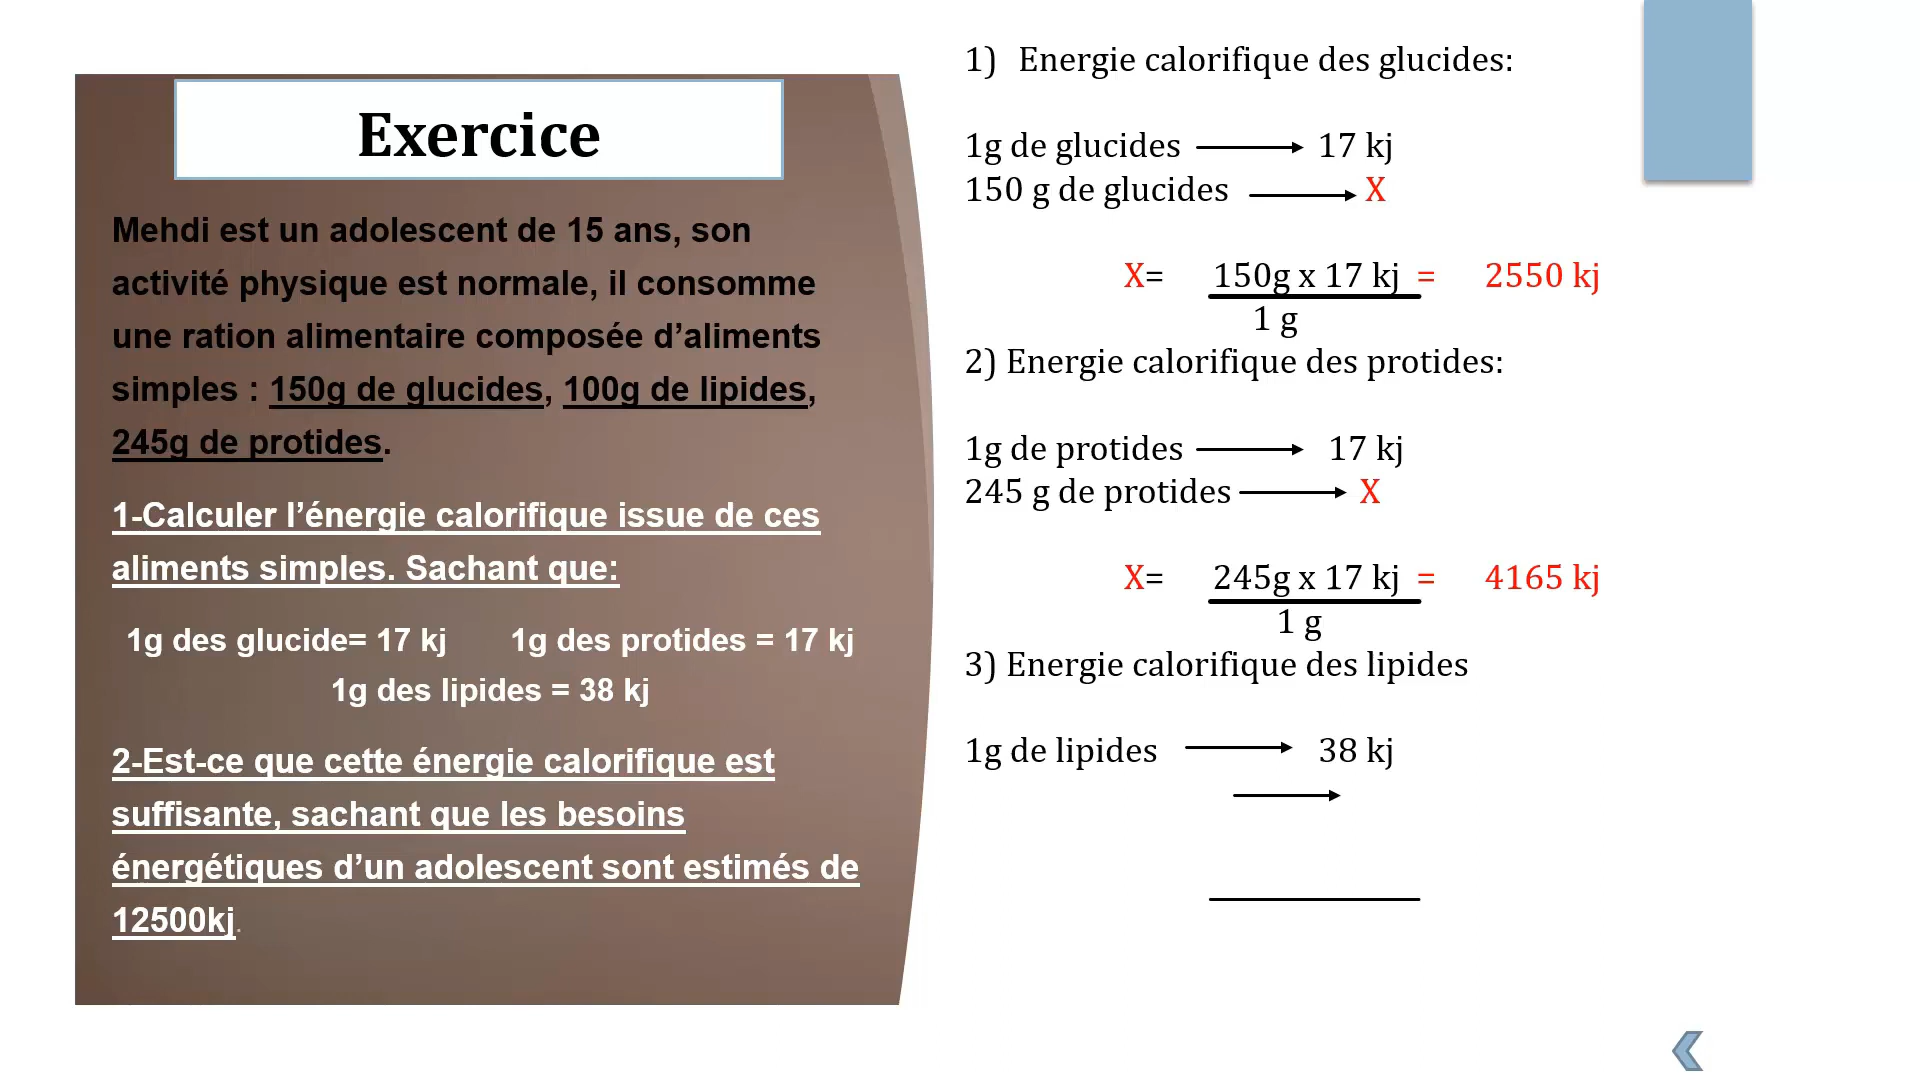 Exercice
Mehdi est un adolescent de 15 ans, son
activité physique est normale, il consomme
une ration alimentaire composée d’aliments
simples : 150g de glucides, 100g de lipides,
245g de protides.
1-Calculer l’énergie calorifique issue de ces
aliments simples. Sachant que:
1g des glucide= 17 kj 1g des protides = 17 kj
1g des lipides = 38 kj
2-Est-ce que cette énergie calorifique est
suffisante, sachant que les besoins
énergétiques d’un adolescent sont estimés de
12500kj.
1) Energie calorifique des glucides:
1g de glucides 17 kj
150 g de glucides X
X= 150g x 17 kj = 2550 kj
1 g
2) Energie calorifique des protides:
1g de protides 17 kj
245 g de protides X
X= 245g x 17 kj = 4165 kj
1 g
3) Energie calorifique des lipides
1g de lipides 38 kj